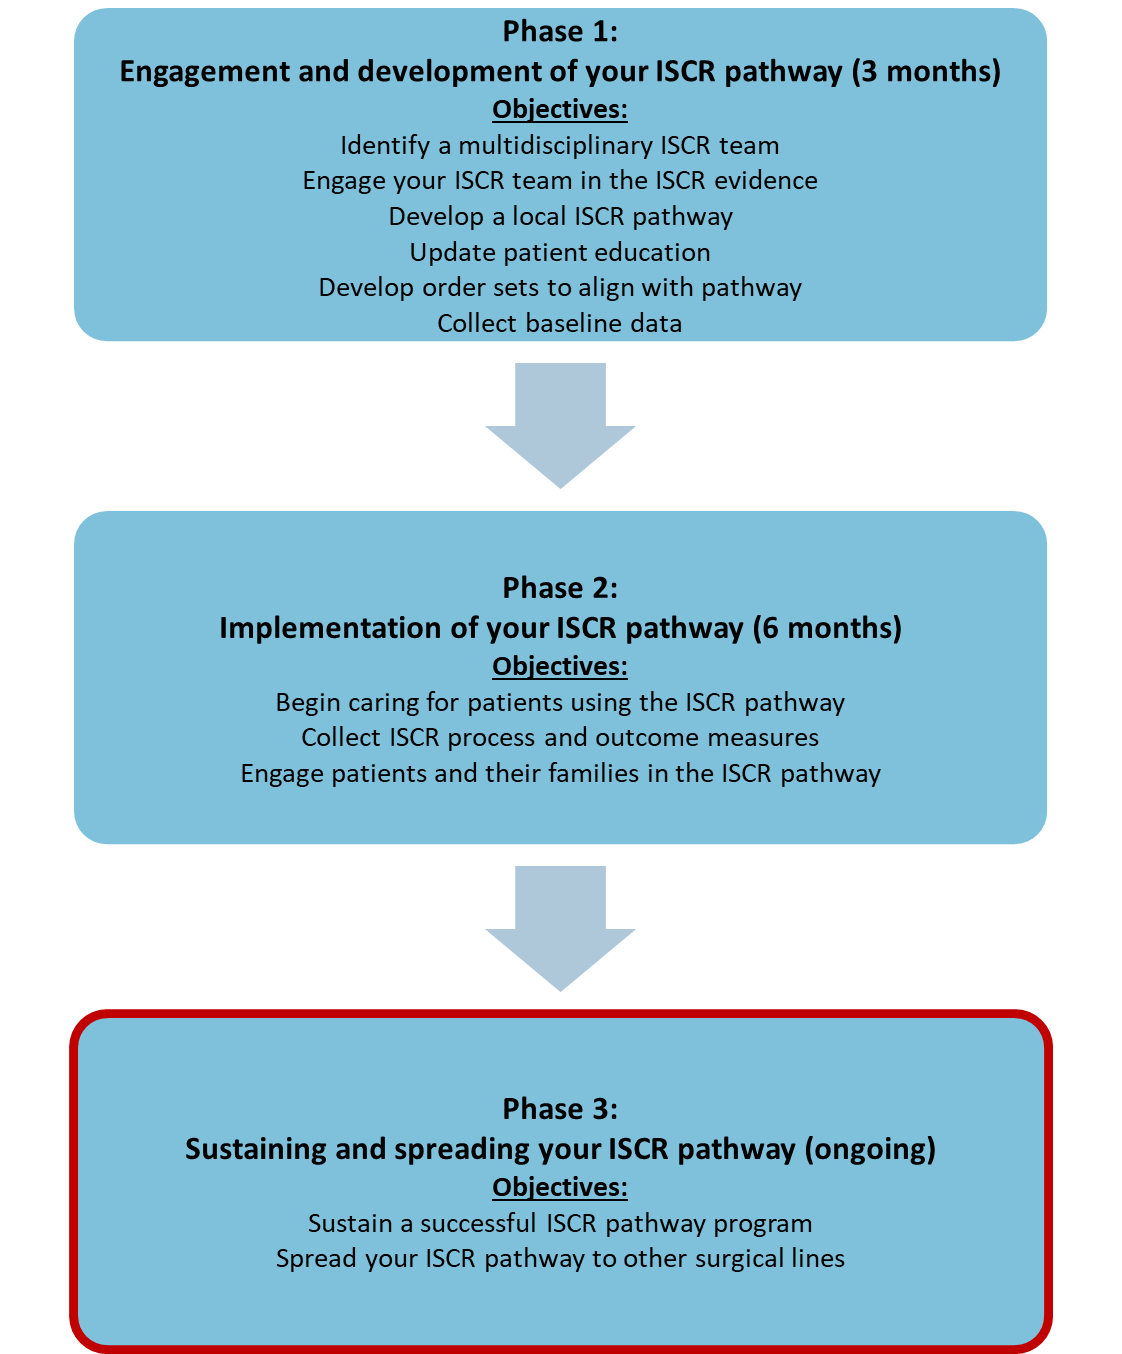 Phase 1:
Engagement and development of your ISCR pathway (3 months)
Objectives:
Identify a multidisciplinary ISCR team
Engage your ISCR team in the ISCR evidence
Develop a local ISCR pathway
Update patient education
Develop order sets to align with pathway
Collect baseline data
Phase 2:
Implementation of your ISCR pathway (6 months)
Objectives:
Begin caring for patients using the ISCR pathway
Collect ISCR process and outcome measures
Engage patients and their families in the ISCR pathway
Phase 3:
Sustaining and spreading your ISCR pathway (ongoing)
Objectives:
Sustain a successful ISCR pathway program
Spread your ISCR pathway to other surgical lines